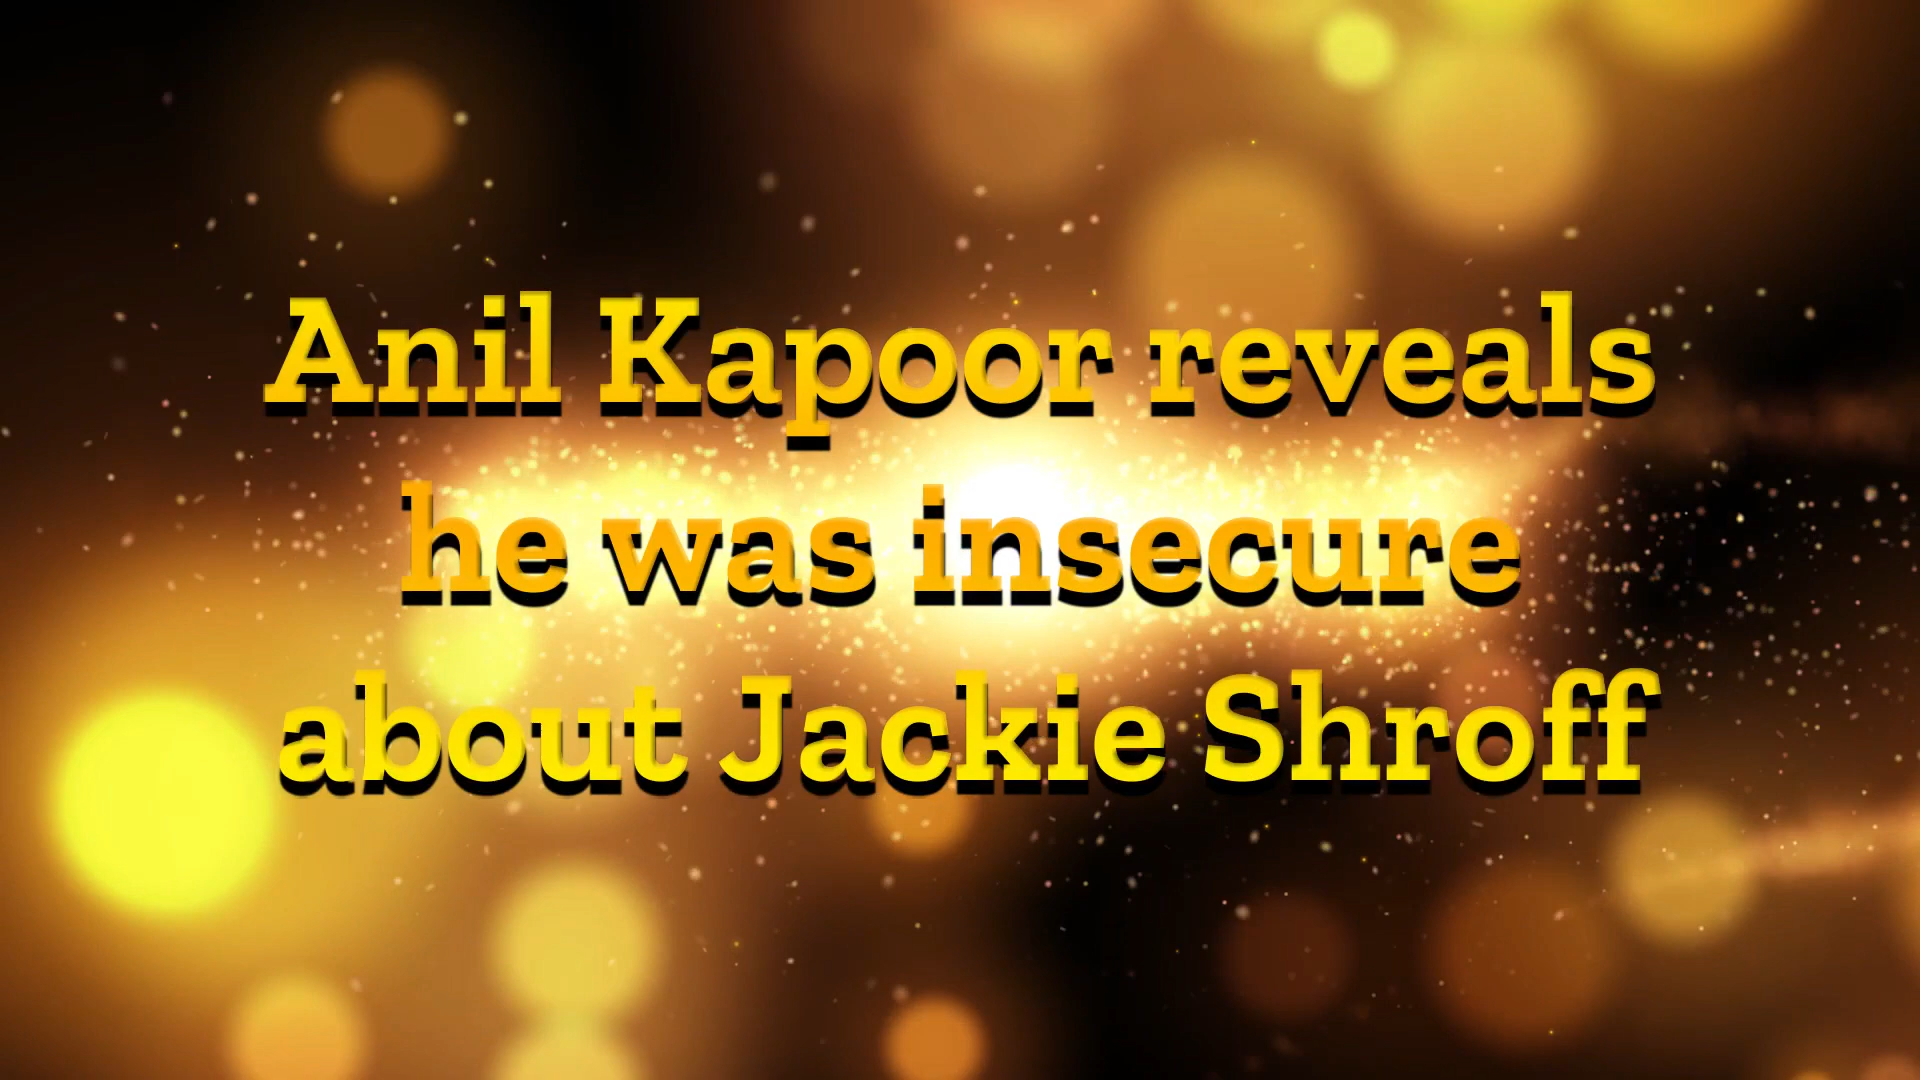 Anil Kapoor reveals
he was insecure
about Jackie Shroff